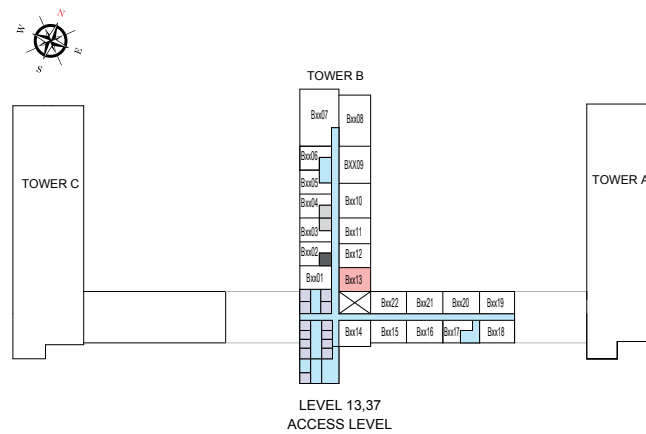 N
W
E
S
TOWER B
Bxx07
Bxx08
Bxx06
BXX09
Bxx05
TOWER C
TOWER A
Bxx04
Bxx10
Bxx03
Bxx11
Bxx02
Bxx12
Bxx01
Bxx13
Bxx22 Bxx21 Bxx20 Bxx19
Bxx14 Bxx15 Bxx16 Bxx17 Bxx18
LEVEL 13,37
ACCESS LEVEL